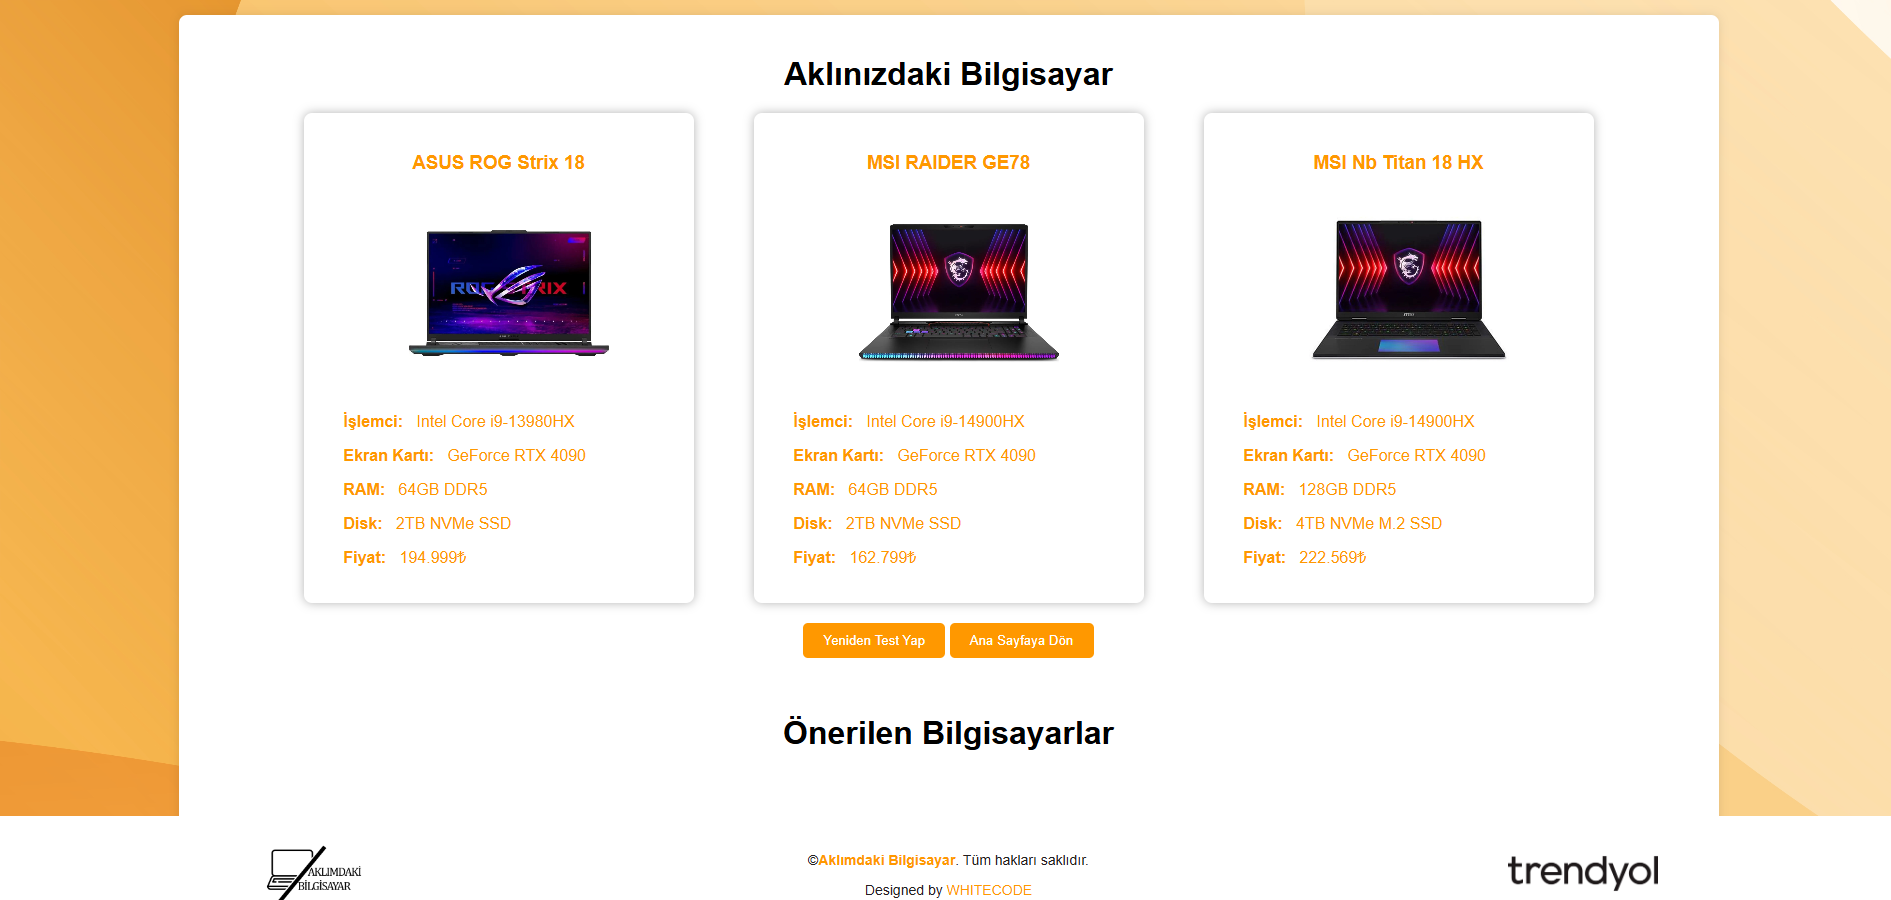 Aklınızdaki Bilgisayar
ASUS ROG Strix 18
İşlemci: Intel Core i9-13980HX
Ekran Kartı: GeForce RTX 4090
RAM: 64GB DDR5
Disk: 2TB NVMe SSD
Fiyat: 194.999₺
MSI RAIDER GE78
İşlemci: Intel Core i9-14900HX
Ekran Kartı: GeForce RTX 4090
RAM: 64GB DDR5
Disk: 2TB NVMe SSD
Fiyat: 162.799₺
MSI Nb Titan 18 HX
İşlemci: Intel Core i9-14900HX
Ekran Kartı: GeForce RTX 4090
RAM: 128GB DDR5
Disk: 4TB NVMe M.2 SSD
Fiyat: 222.569₺
Yeniden Test Yap
Ana Sayfaya Dön
Önerilen Bilgisayarlar
AKLIMDAKİ
BİLGİSAYAR
©Aklımdaki Bilgisayar. Tüm hakları saklıdır.
Designed by WHITECODE
trendyol